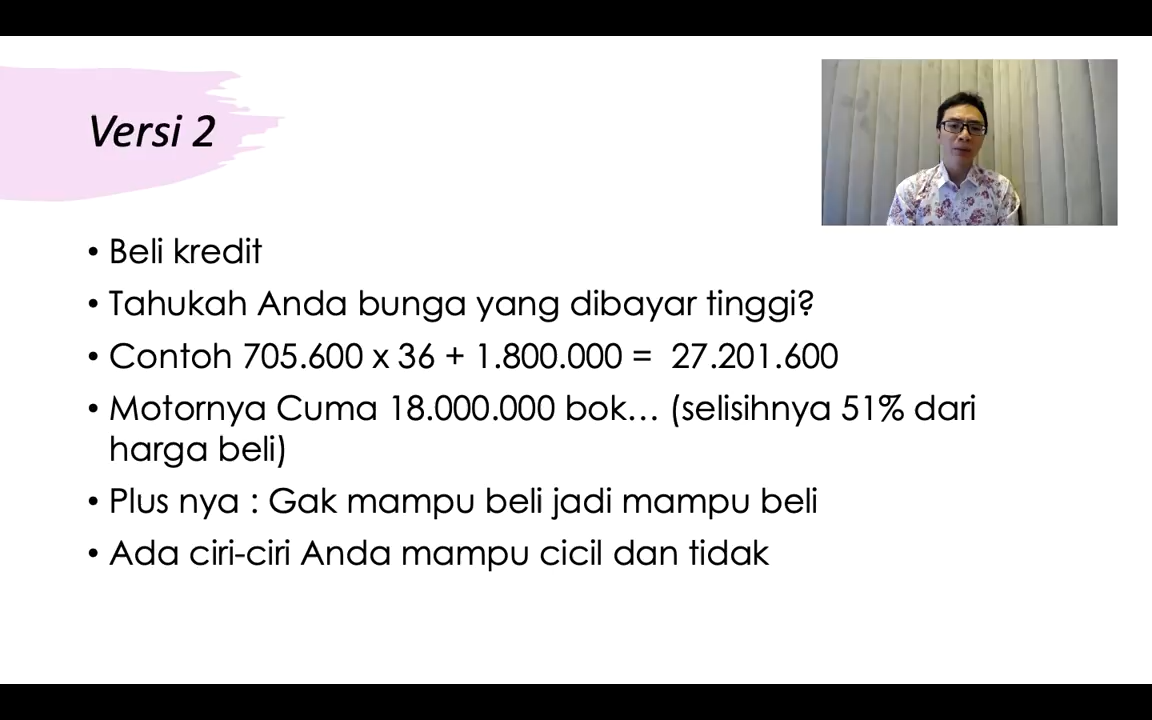 Versi 2
• Beli kredit
• Tahukah Anda bunga yang dibayar tinggi?
• Contoh 705.600 x 36 + 1.800.000 = 27.201.600
• Motornya Cuma 18.000.000 bok... (selisihnya 51% dari
harga beli)
• Plus nya : Gak mampu beli jadi mampu beli
• Ada ciri-ciri Anda mampu cicil dan tidak